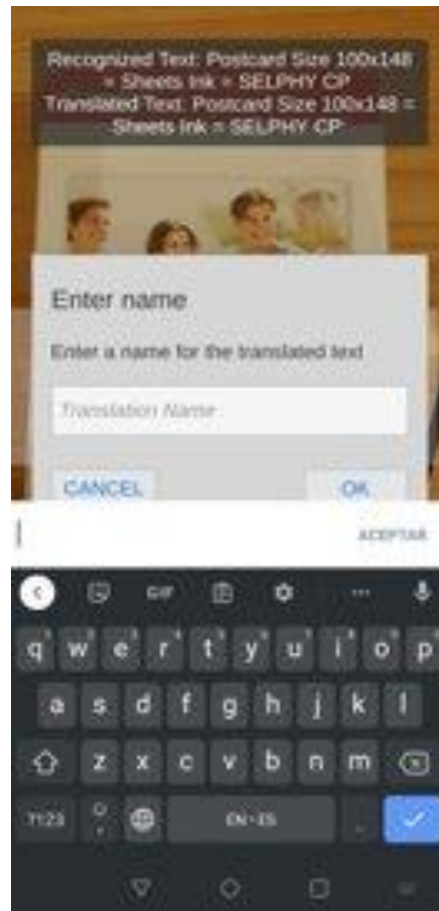 Recognized Text: Postcard Size 100x148
= Sheets Ink = SELPHY CP
Translated Text: Postcard Size 100x148 =
Sheets Ink = SELPHY CP
Enter name
Enter a name for the translated text
Translation Name
CANCEL OK
ACEPTAR
GIF
q w e r t y u i o p
a s d f g h j k l
z x c v b n m
?123 EN • ES .